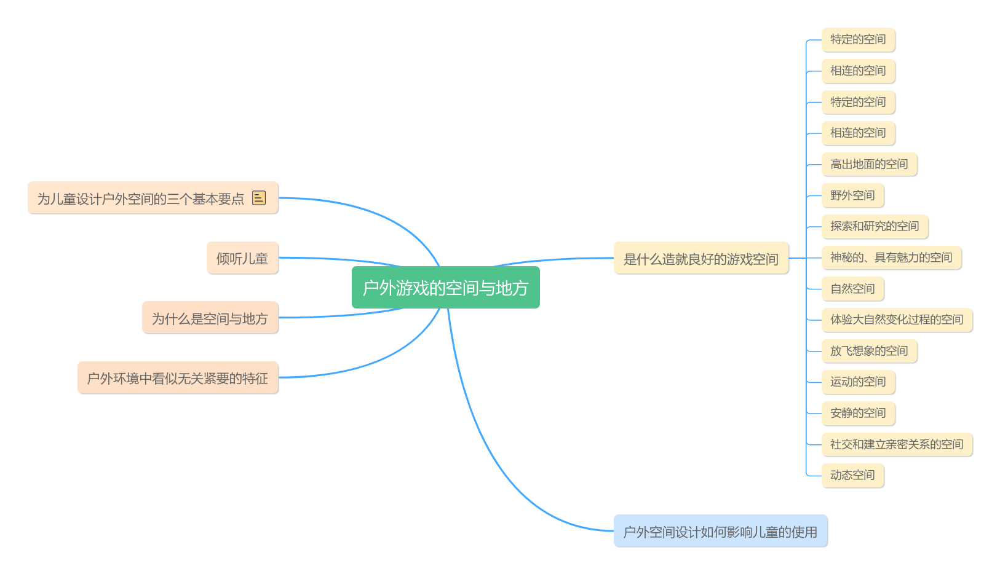 户外游戏的空间与地方
是什么造就良好的游戏空间
特定的空间
相连的空间
特定的空间
相连的空间
高出地面的空间
野外空间
探索和研究的空间
神秘的、具有魅力的空间
自然空间
体验大自然变化过程的空间
放飞想象的空间
运动的空间
安静的空间
社交和建立亲密关系的空间
动态空间
户外空间设计如何影响儿童的使用
为儿童设计户外空间的三个基本要点
倾听儿童
为什么是空间与地方
户外环境中看似无关紧要的特征